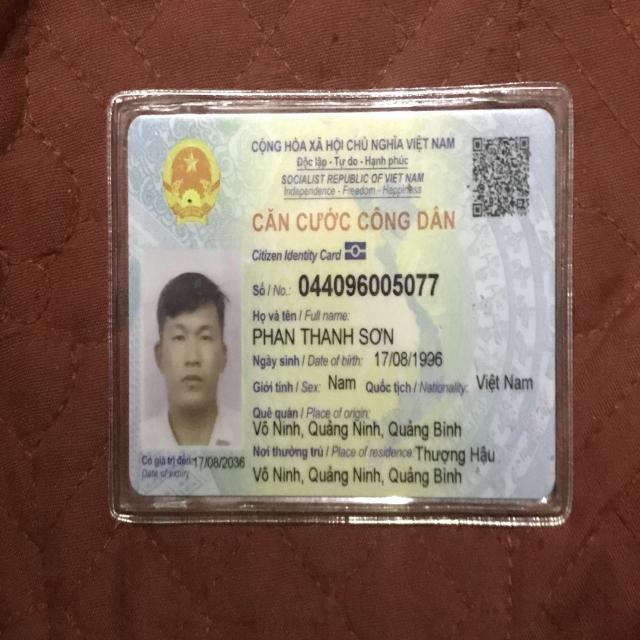 CỘNG HÒA XÃ HỘI CHỦ NGHĨA VIỆT NAM
Độc lập - Tự do - Hạnh phúc
SOCIALIST REPUBLIC OF VIET NAM
Independence - Freedom - Happiness
CĂN CƯỚC CÔNG DÂN
Citizen Identity Card
Số / No.: 044096005077
Họ và tên / Full name:
PHAN THANH SƠN
Ngày sinh / Date of birth: 17/08/1996
Giới tính / Sex: Nam Quốc tịch / Nationality: Việt Nam
Quê quán / Place of origin:
Võ Ninh, Quảng Ninh, Quảng Bình
Nơi thường trú / Place of residence: Thượng Hậu
Võ Ninh, Quảng Ninh, Quảng Bình
Có giá trị đến: 17/08/2036
Date of expiry